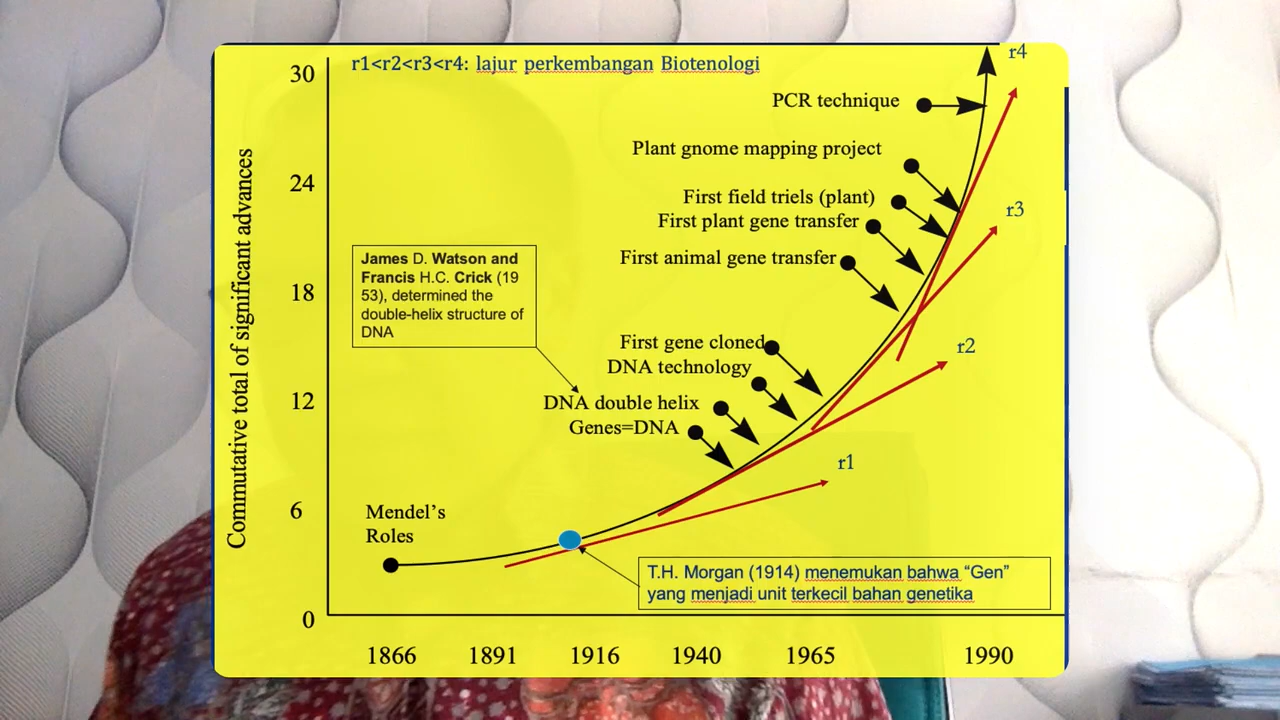 r1<r2<r3<r4: lajur perkembangan Biotenologi
r4
30
PCR technique
Plant gnome mapping project
24
First field triels (plant)
r3
First plant gene transfer
First animal gene transfer
James D. Watson and
Francis H.C. Crick (19
53), determined the
double-helix structure of
DNA
18
First gene cloned
r2
DNA technology
12
DNA double helix
Genes=DNA
r1
Commutative total of significant advances
6
Mendel's
Roles
T.H. Morgan (1914) menemukan bahwa “Gen”
yang menjadi unit terkecil bahan genetika
0
1866
1891
1916
1940
1965
1990